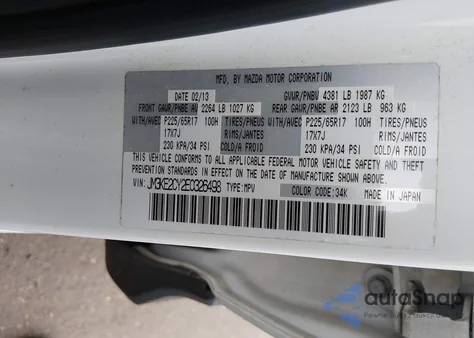 MFD. BY MAZDA MOTOR CORPORATION
DATE 02/13 GVWR/PNBV 4381 LB 1987 KG
FRONT GAWR/PNBE AV 2264 LB 1027 KG REAR GAWR/PNBE AR 2123 LB 963 KG
WITH/AVEC P225/65R17 100H TIRES/PNEUS WITH/AVEC P225/65R17 100H TIRES/PNEUS
17X7J RIMS/JANTES 17X7J RIMS/JANTES
230 KPA/34 PSI COLD/A FROID 230 KPA/34 PSI COLD/A FROID
THIS VEHICLE CONFORMS TO ALL APPLICABLE FEDERAL MOTOR VEHICLE SAFETY, BUMPER, AND THEFT
PREVENTION STANDARDS IN EFFECT ON THE DATE OF MANUFACTURE SHOWN ABOVE.
VIN: JM3KE2CY2E0326498 TYPE: MPV COLOR CODE: 34K MADE IN JAPAN
autoSnap